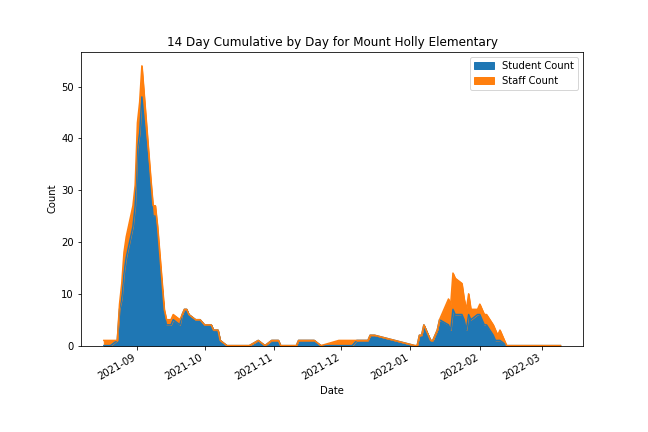 14 Day Cumulative by Day for Mount Holly Elementary
Student Count
Staff Count
50
40
30
20
10
0
Count
2021-09
2021-10
2021-11
2021-12
2022-01
2022-02
2022-03
Date